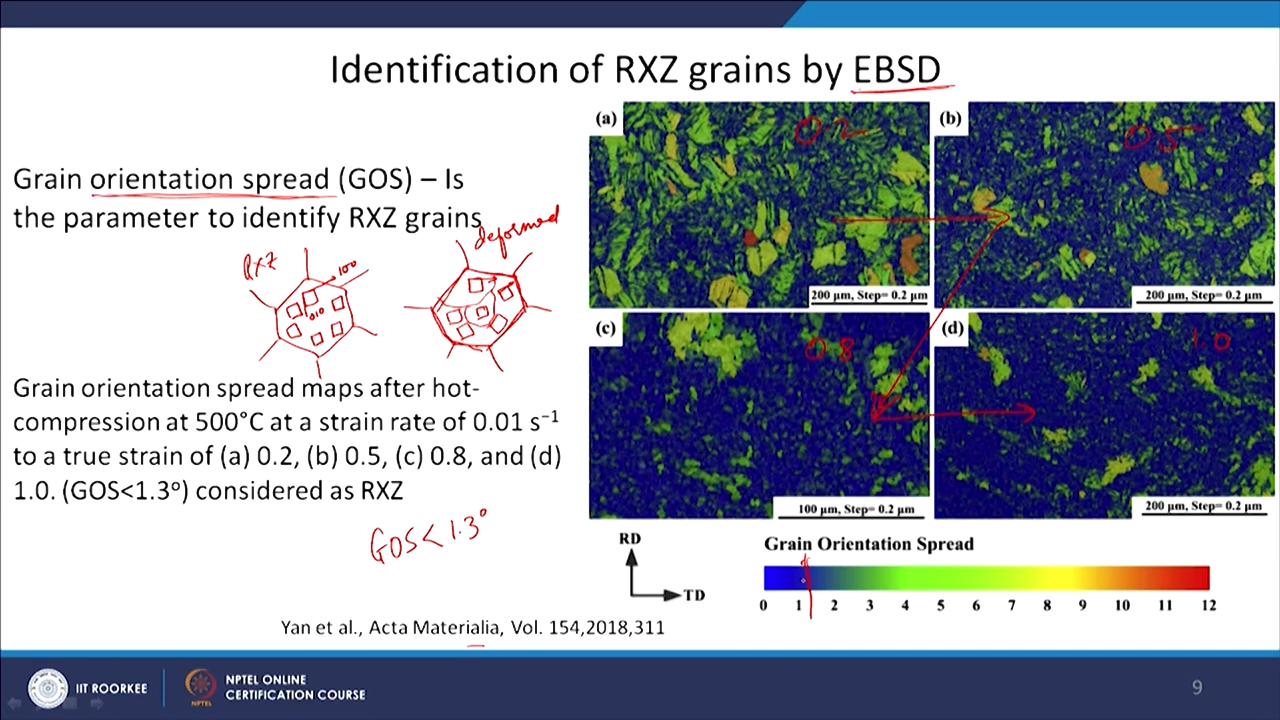 Identification of RXZ grains by EBSD
Grain orientation spread (GOS) – Is
the parameter to identify RXZ grains
RXZ
100
010
deformed
Grain orientation spread maps after hot-
compression at 500°C at a strain rate of 0.01 s⁻¹
to a true strain of (a) 0.2, (b) 0.5, (c) 0.8, and (d)
1.0. (GOS<1.3°) considered as RXZ
GOS<1.3°
(a)
0.2
200 μm, Step= 0.2 μm
(b)
0.5
200 μm, Step= 0.2 μm
(c)
0.8
100 μm, Step= 0.2 μm
(d)
1.0
200 μm, Step= 0.2 μm
RD
TD
Grain Orientation Spread
0 1 2 3 4 5 6 7 8 9 10 11 12
Yan et al., Acta Materialia, Vol. 154,2018,311
IIT ROORKEE
NPTEL
NPTEL ONLINE
CERTIFICATION COURSE
9